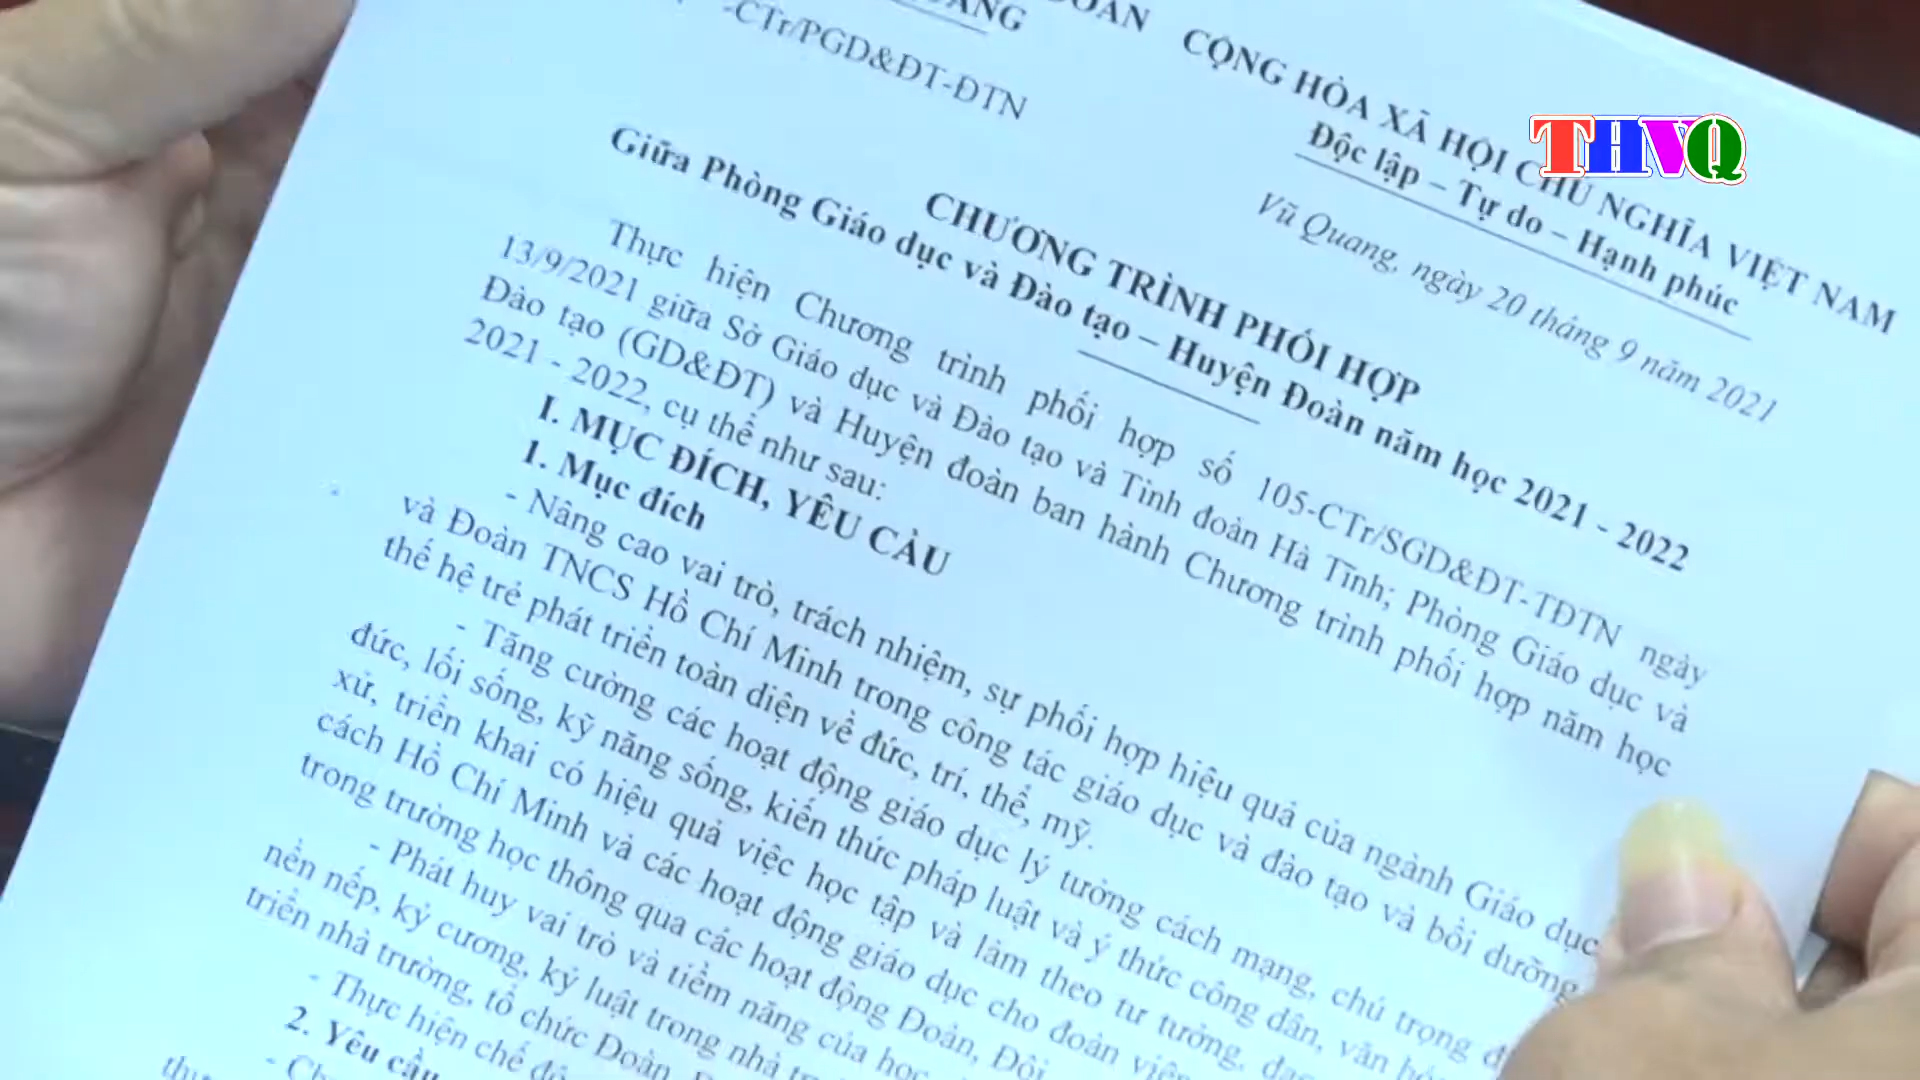 ĐOÀN CỘNG HÒA XÃ HỘI CHỦ NGHĨA VIỆT NAM
Độc lập – Tự do – Hạnh phúc
-CTr/PGD&ĐT-ĐTN
Vũ Quang, ngày 20 tháng 9 năm 2021
THVQ
CHƯƠNG TRÌNH PHỐI HỢP
Giữa Phòng Giáo dục và Đào tạo – Huyện Đoàn năm học 2021 - 2022
Thực hiện Chương trình phối hợp số 105-CTr/SGD&ĐT-TĐTN ngày
13/9/2021 giữa Sở Giáo dục và Đào tạo và Tỉnh đoàn Hà Tĩnh; Phòng Giáo dục và
Đào tạo (GD&ĐT) và Huyện đoàn ban hành Chương trình phối hợp năm học
2021 - 2022, cụ thể như sau:
I. MỤC ĐÍCH, YÊU CẦU
1. Mục đích
- Nâng cao vai trò, trách nhiệm, sự phối hợp hiệu quả của ngành Giáo dục
và Đoàn TNCS Hồ Chí Minh trong công tác giáo dục và đào tạo và bồi dưỡng
thế hệ trẻ phát triển toàn diện về đức, trí, thể, mỹ.
- Tăng cường các hoạt động giáo dục lý tưởng cách mạng, chú trọng
đức, lối sống, kỹ năng sống, kiến thức pháp luật và ý thức công dân, văn
xử, triển khai có hiệu quả việc học tập và làm theo tư tưởng,
cách Hồ Chí Minh và các hoạt động giáo dục cho đoàn viên
trong trường học thông qua các hoạt động Đoàn, Đội
- Phát huy vai trò và tiềm năng của học
nền nếp, kỷ cương, kỷ luật trong nhà
triển nhà trường, tổ chức Đoàn,
- Thực hiện chế
2. Yêu cầu